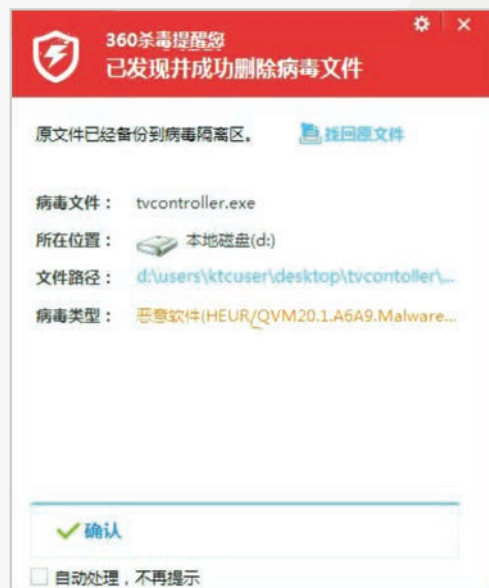 360杀毒提醒您
已发现并成功删除病毒文件
原文件已经备份到病毒隔离区。 找回原文件
病毒文件： tvcontroller.exe
所在位置： 本地磁盘(d:)
文件路径： d:\users\ktcuser\desktop\tvcontoller\...
病毒类型： 恶意软件(HEUR/QVM20.1.A6A9.Malware...
确认
自动处理，不再提示